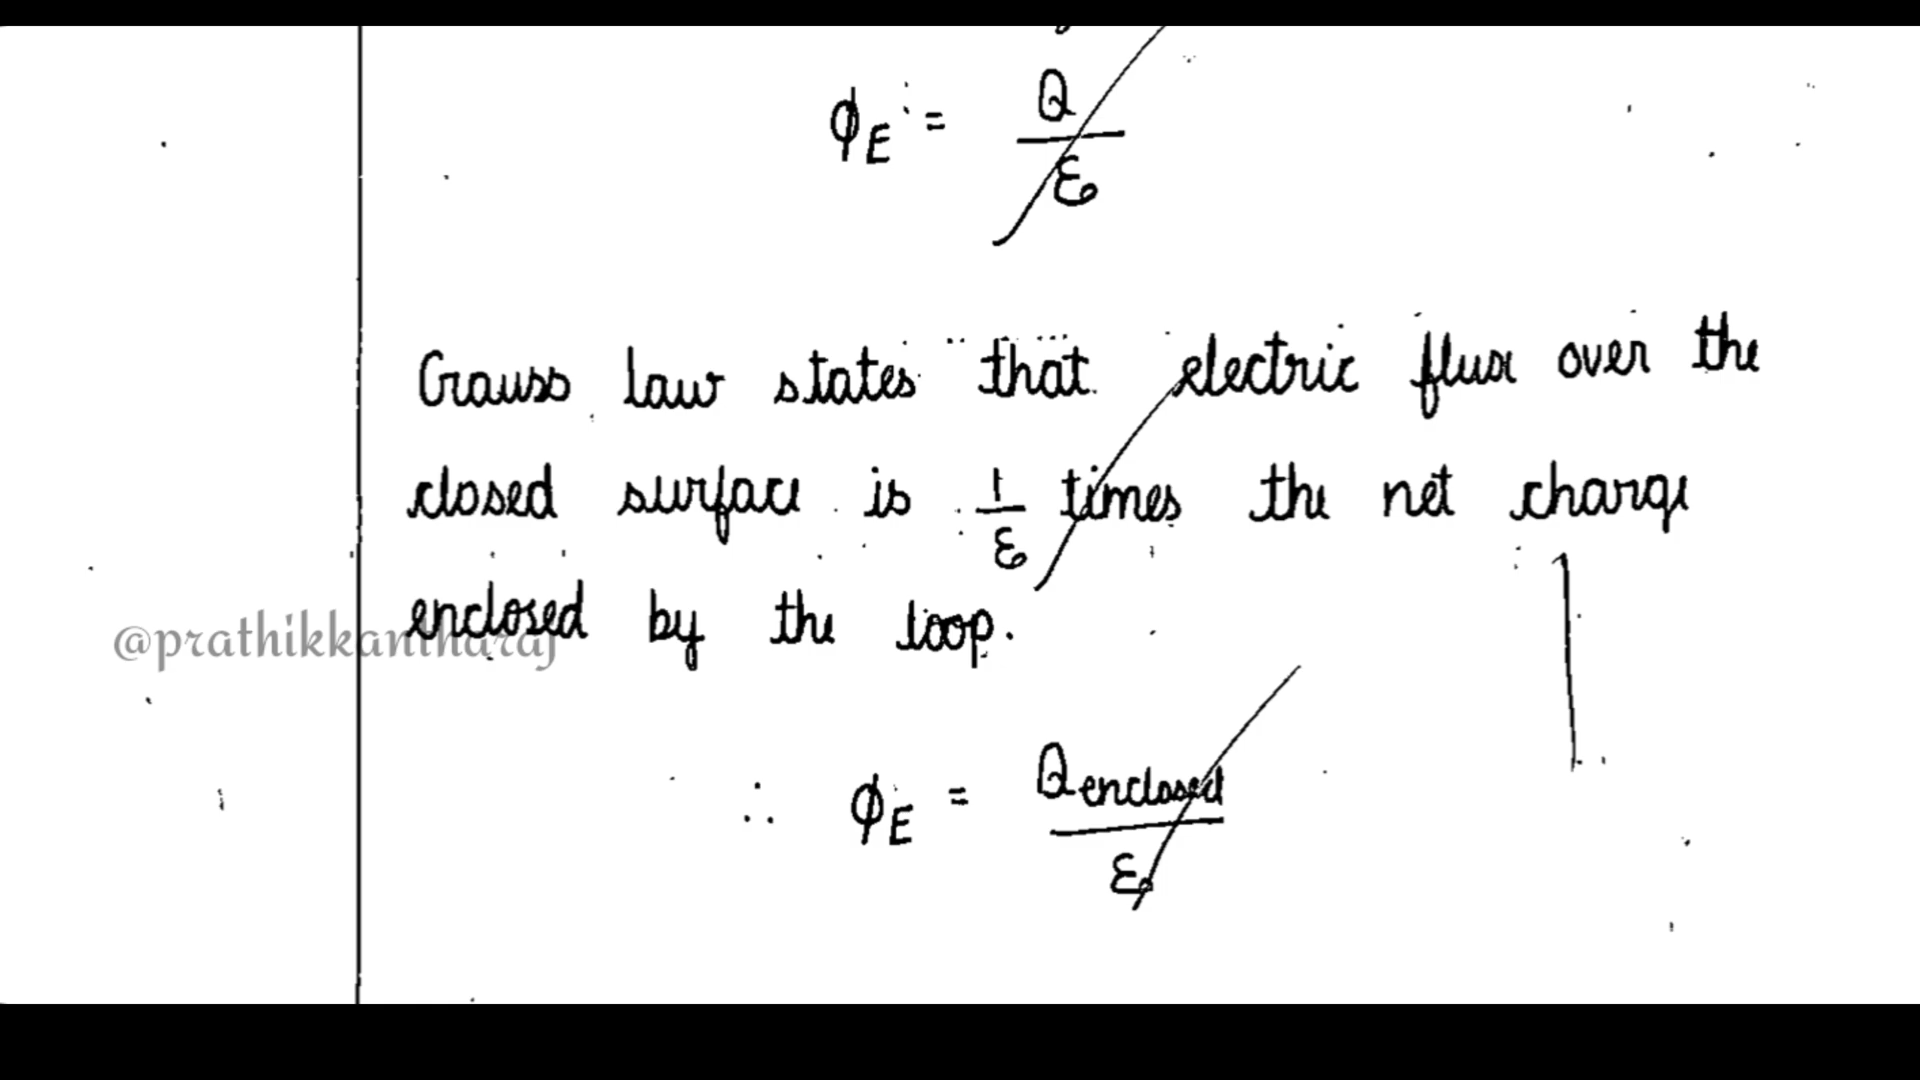 ϕE = Q/ε₀
Gauss law states that electric flux over the
closed surface is 1/ε₀ times the net charge
enclosed by the loop.
@prathikkantharaj
∴ ϕE = Qenclosed/ε₀